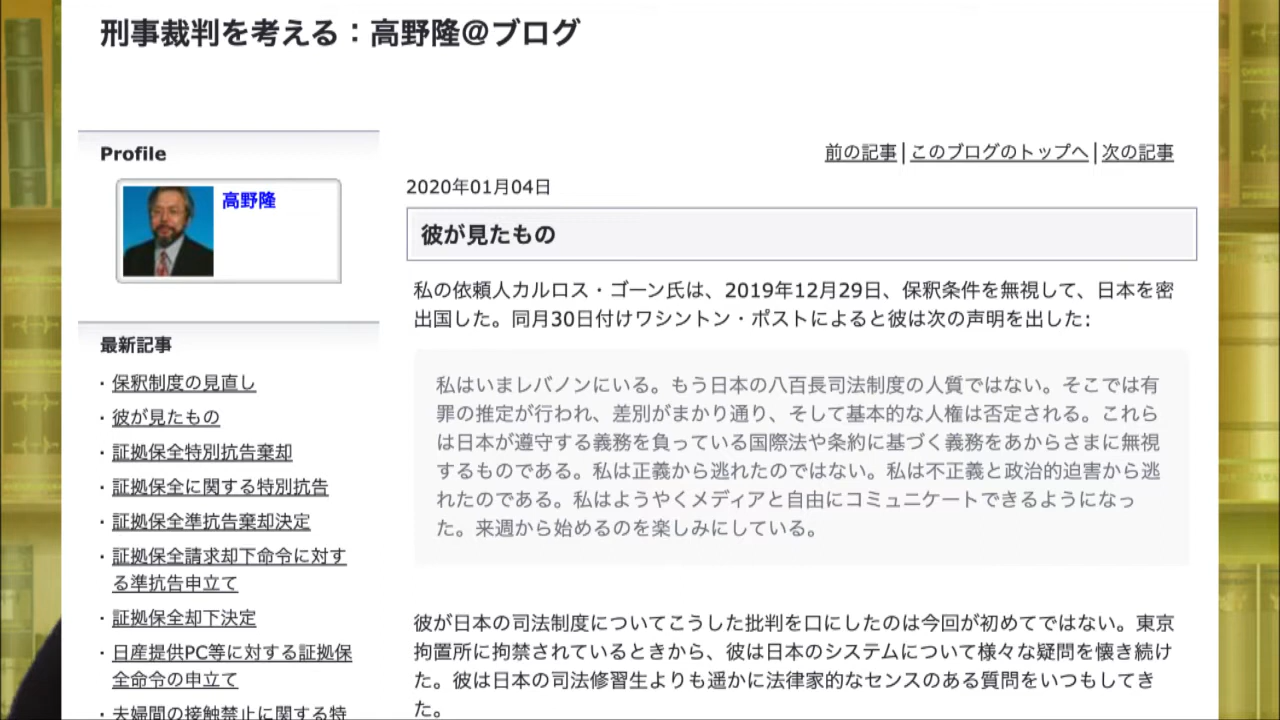 刑事裁判を考える：高野隆@ブログ
Profile
高野隆
最新記事
・保釈制度の見直し
・彼が見たもの
・証拠保全特別抗告棄却
・証拠保全に関する特別抗告
・証拠保全準抗告棄却決定
・証拠保全請求却下命令に対す
る準抗告申立て
・証拠保全却下決定
・日産提供PC等に対する証拠保
全命令の申立て
・夫婦間の接触禁止に関する特
前の記事│このブログのトップへ│次の記事
2020年01月04日
彼が見たもの
私の依頼人カルロス・ゴーン氏は、2019年12月29日、保釈条件を無視して、日本を密
出国した。同月30日付けワシントン・ポストによると彼は次の声明を出した:
私はいまレバノンにいる。もう日本の八百長司法制度の人質ではない。そこでは有
罪の推定が行われ、差別がまかり通り、そして基本的な人権は否定される。これら
は日本が遵守する義務を負っている国際法や条約に基づく義務をあからさまに無視
するものである。私は正義から逃れたのではない。私は不正義と政治的迫害から逃
れたのである。私はようやくメディアと自由にコミュニケートできるようになっ
た。来週から始めるのを楽しみにしている。
彼が日本の司法制度についてこうした批判を口にしたのは今回が初めてではない。東京
拘置所に拘禁されているときから、彼は日本のシステムについて様々な疑問を懐き続け
た。彼は日本の司法修習生よりも遥かに法律家的なセンスのある質問をいつもしてき
た。